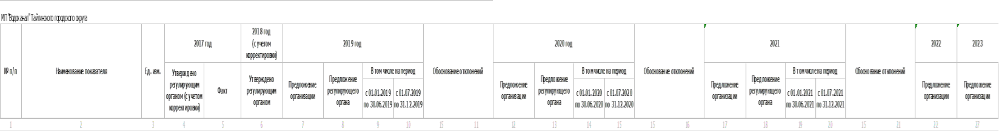 МП "Водоканал" Тайгинского городского округа
№ п/п
Наименование показателя
Ед. изм.
2017 год
2018 год
(с учетом
корректировки)
2019 год
Обоснование отклонений
2020 год
Обоснование отклонений
2021
Обоснование отклонений
2022
2023
Утверждено
регулирующим
органом (с учетом
корректировки)
Факт
Утверждено
регулирующим
органом
Предложение
организации
Предложение
регулирующего
органа
В том числе на период
с 01.01.2019
по 30.06.2019
с 01.07.2019
по 31.12.2019
Предложение
организации
Предложение
регулирующего
органа
В том числе на период
с 01.01.2020
по 30.06.2020
с 01.07.2020
по 31.12.2020
Предложение
организации
Предложение
регулирующего
органа
В том числе на период
с 01.01.2021
по 30.06.2021
с 01.07.2021
по 31.12.2021
Предложение
организации
Предложение
организации
1 2 3 4 5 6 7 8 9 10 15 11 12 13 14 15 15 16 17 18 19 20 15 21 22 27